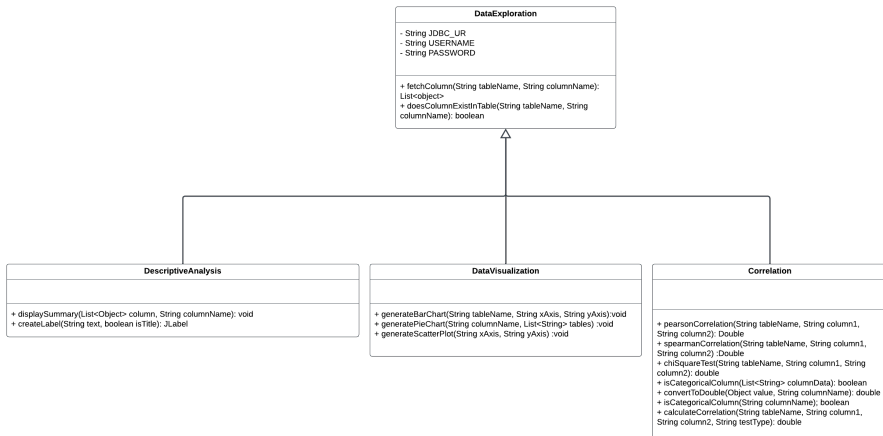 DataExploration
- String JDBC_UR
- String USERNAME
- String PASSWORD
+ fetchColumn(String tableName, String columnName):
List<object>
+ doesColumnExistInTable(String tableName, String
columnName): boolean
DescriptiveAnalysis
+ displaySummary(List<Object> column, String columnName): void
+ createLabel(String text, boolean isTitle): JLabel
DataVisualization
+ generateBarChart(String tableName, String xAxis, String yAxis):void
+ generatePieChart(String columnName, List<String> tables) :void
+ generateScatterPlot(String xAxis, String yAxis) :void
Correlation
+ pearsonCorrelation(String tableName, String column1,
String column2): Double
+ spearmanCorrelation(String tableName, String column1,
String column2) :Double
+ chiSquareTest(String tableName, String column1, String
column2): double
+ isCategoricalColumn(List<String> columnData): boolean
+ convertToDouble(Object value, String columnName): double
+ isCategoricalColumn(String columnName); boolean
+ calculateCorrelation(String tableName, String column1,
String column2, String testType): double